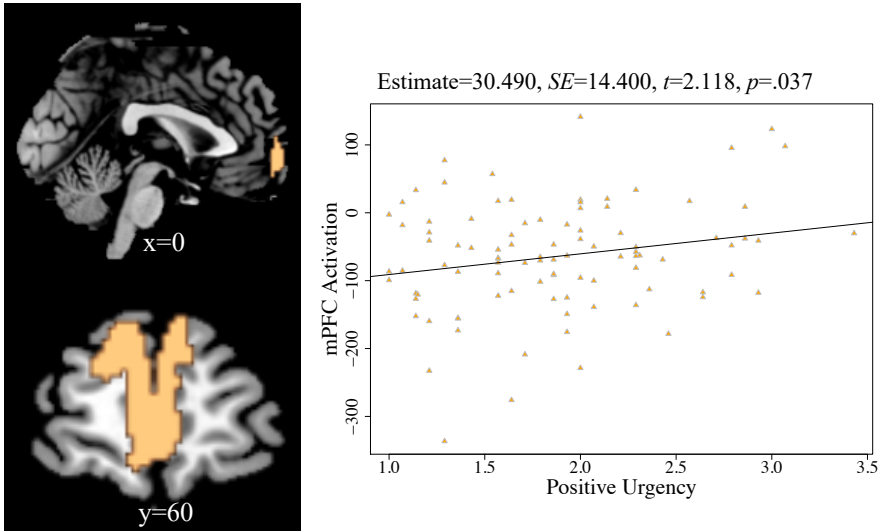 x=0
y=60
Estimate=30.490, SE=14.400, t=2.118, p=.037
mPFC Activation
100
0
−100
−200
−300
1.0 1.5 2.0 2.5 3.0 3.5
Positive Urgency